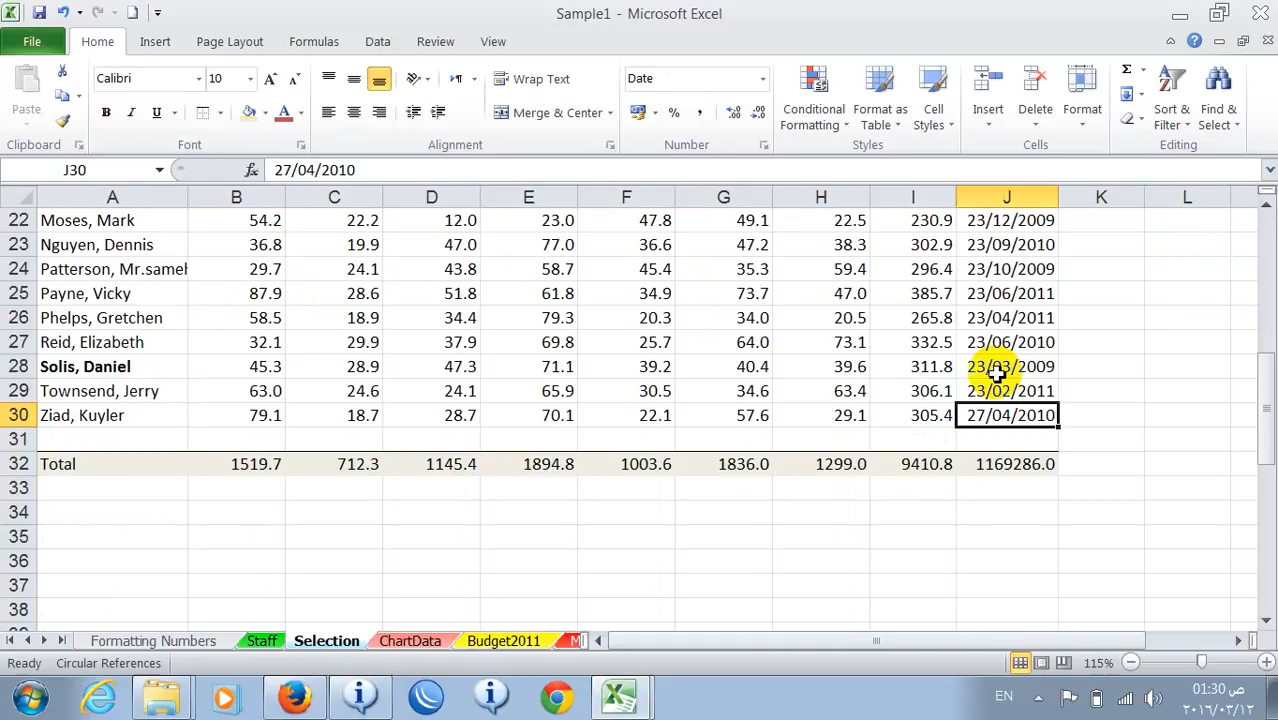 Sample1 - Microsoft Excel
File Home Insert Page Layout Formulas Data Review View
Paste Calibri 10 Wrap Text Merge & Center Date Conditional Formatting Format as Table Cell Styles Insert Delete Format Sort & Filter Find & Select
Clipboard Font Alignment Number Styles Cells Editing
J30 fx 27/04/2010
A B C D E F G H I J K L
22 Moses, Mark 54.2 22.2 12.0 23.0 47.8 49.1 22.5 230.9 23/12/2009
23 Nguyen, Dennis 36.8 19.9 47.0 77.0 36.6 47.2 38.3 302.9 23/09/2010
24 Patterson, Mr.sameh 29.7 24.1 43.8 58.7 45.4 35.3 59.4 296.4 23/10/2009
25 Payne, Vicky 87.9 28.6 51.8 61.8 34.9 73.7 47.0 385.7 23/06/2011
26 Phelps, Gretchen 58.5 18.9 34.4 79.3 20.3 34.0 20.5 265.8 23/04/2011
27 Reid, Elizabeth 32.1 29.9 37.9 69.8 25.7 64.0 73.1 332.5 23/06/2010
28 Solis, Daniel 45.3 28.9 47.3 71.1 39.2 40.4 39.6 311.8 23/03/2009
29 Townsend, Jerry 63.0 24.6 24.1 65.9 30.5 34.6 63.4 306.1 23/02/2011
30 Ziad, Kuyler 79.1 18.7 28.7 70.1 22.1 57.6 29.1 305.4 27/04/2010
31
32 Total 1519.7 712.3 1145.4 1894.8 1003.6 1836.0 1299.0 9410.8 1169286.0
33
34
35
36
37
38
Formatting Numbers Staff Selection ChartData Budget2011 M
Ready Circular References 115%
EN 01:30 ص
٢٠١٦/٠٣/١٢